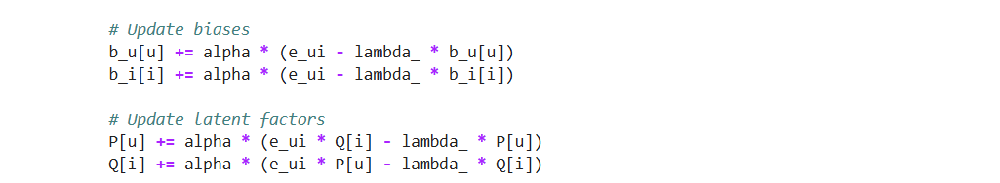 # Update biases
b_u[u] += alpha * (e_ui - lambda_ * b_u[u])
b_i[i] += alpha * (e_ui - lambda_ * b_i[i])
# Update latent factors
P[u] += alpha * (e_ui * Q[i] - lambda_ * P[u])
Q[i] += alpha * (e_ui * P[u] - lambda_ * Q[i])